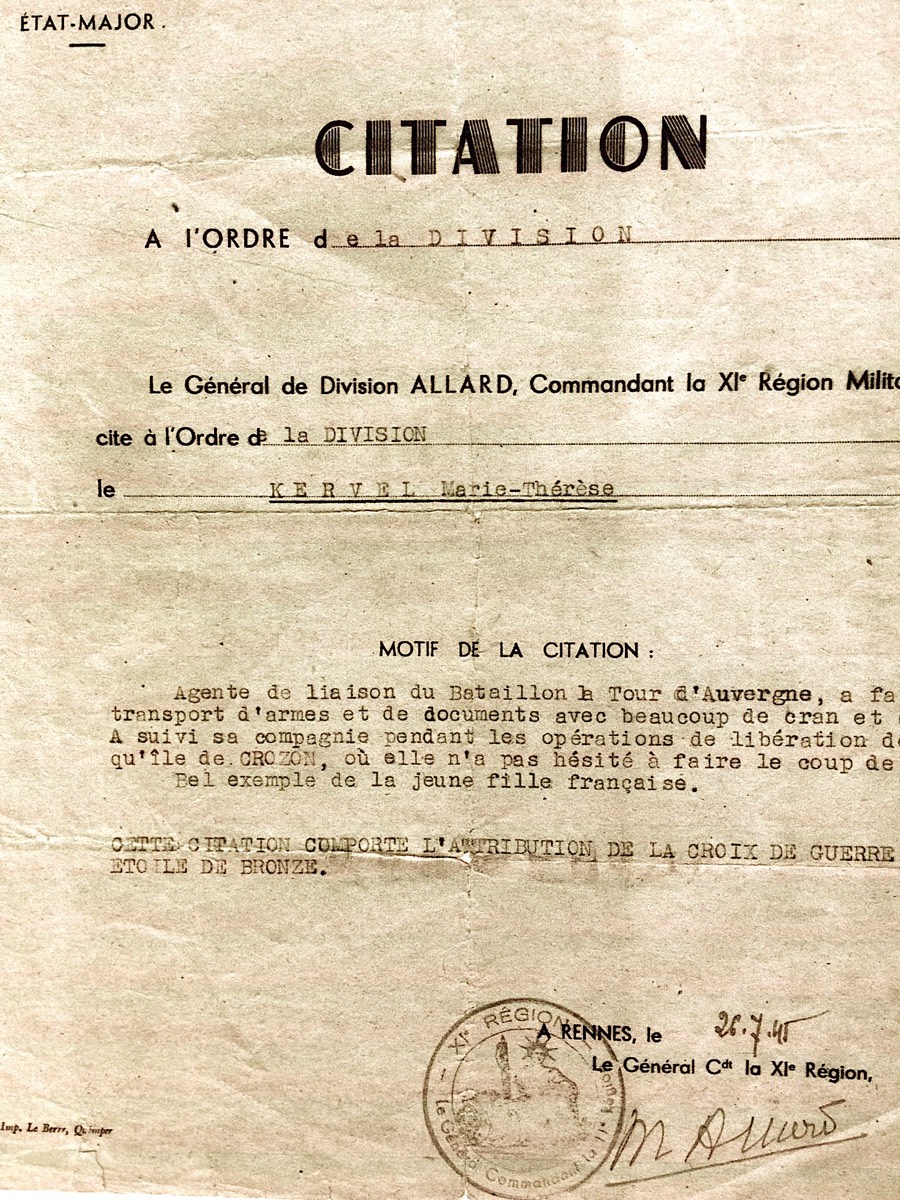 ÉTAT-MAJOR.
CITATION
A l'ORDRE de la DIVISION
Le Général de Division ALLARD, Commandant la XIe Région Milita
cite à l'Ordre de la DIVISION
le KERVEL Marie-Thérèse
MOTIF DE LA CITATION :
Agente de liaison du Bataillon la Tour d'Auvergne, a fa
transport d'armes et de documents avec beaucoup de cran et
A suivi sa compagnie pendant les opérations de libération de
qu'île de CROZON, où elle n'a pas hésité à faire le coup de
Bel exemple de la jeune fille française.
CETTE CITATION COMPORTE L'ATTRIBUTION DE LA CROIX DE GUERRE
ETOILE DE BRONZE.
XIe RÉGION
A RENNES, le 26.7.45
Le Général Cdt la XIe Région,
Le Général Commandant la
M Allard
Imp. Le Berre, Quimper